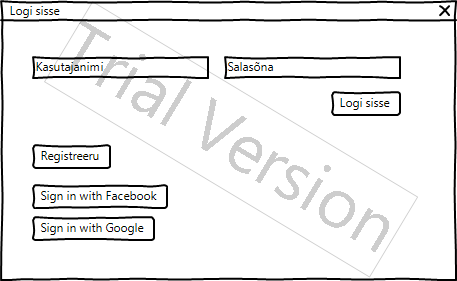 Logi sisse
Kasutajanimi
Salasõna
Logi sisse
Registreeru
Sign in with Facebook
Sign in with Google
Trial Version